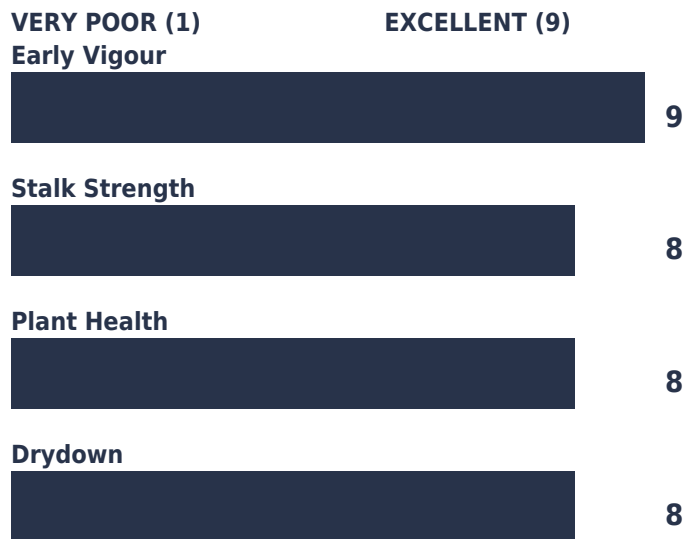 VERY POOR (1) EXCELLENT (9)
Early Vigour
9
Stalk Strength
8
Plant Health
8
Drydown
8